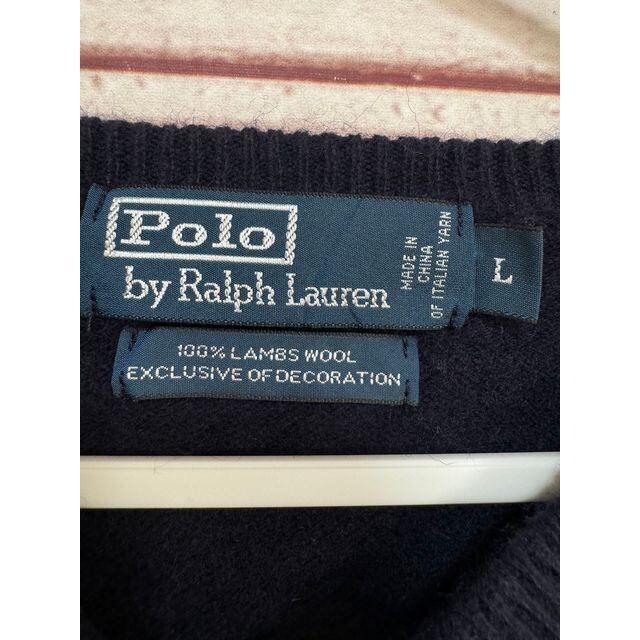 Polo
by Ralph Lauren
MADE IN
CHINA
OF ITALIAN YARN
L
100% LAMBS WOOL
EXCLUSIVE OF DECORATION